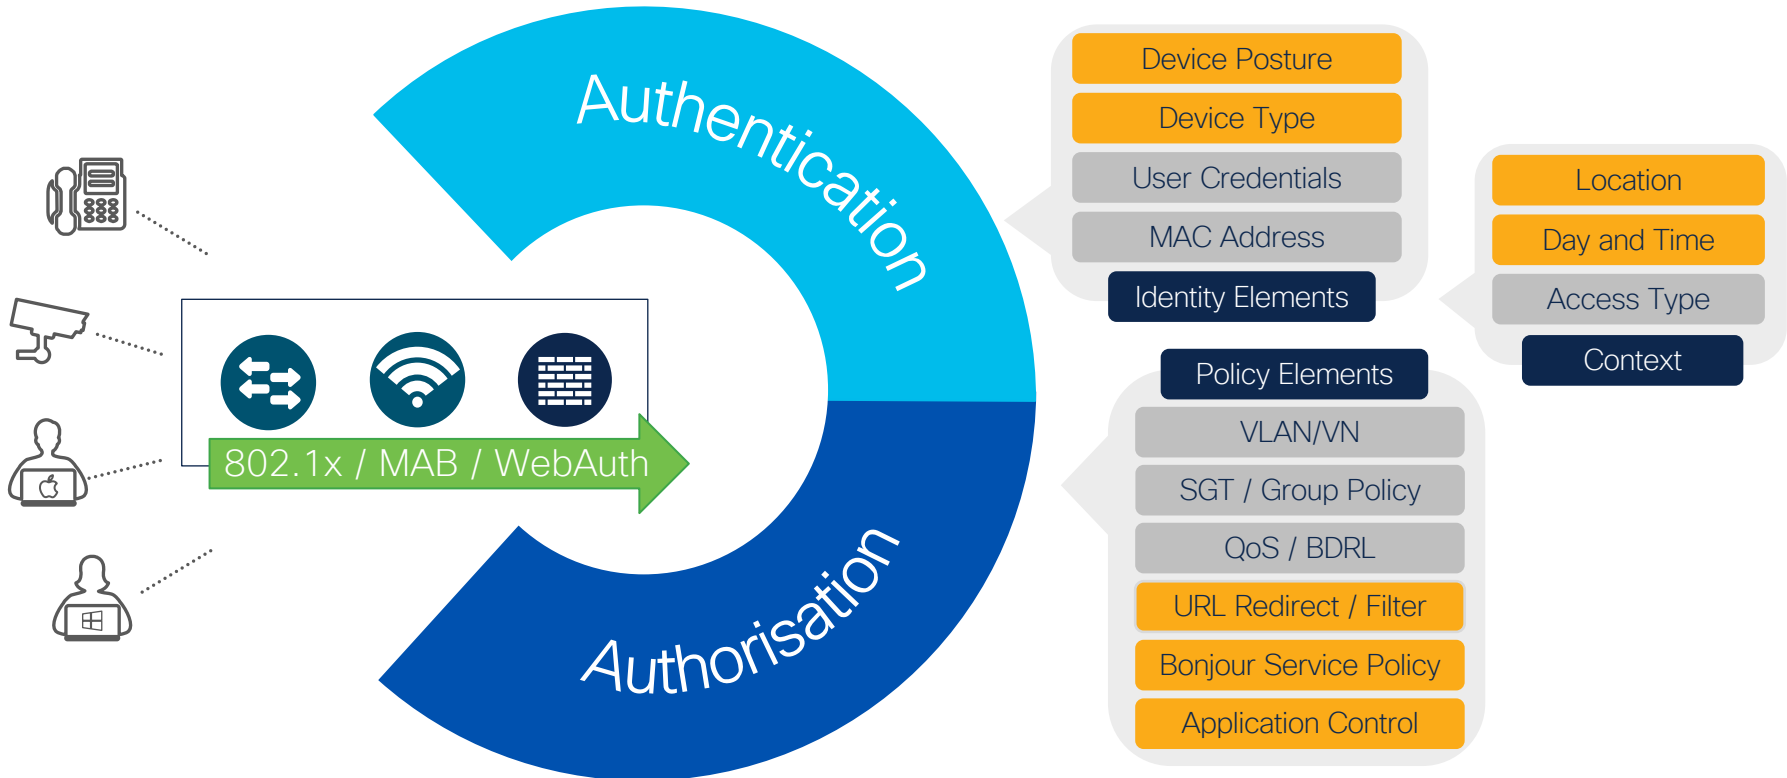 Authentication
Authorisation
802.1x / MAB / WebAuth
Device Posture
Device Type
User Credentials
MAC Address
Identity Elements
Location
Day and Time
Access Type
Context
Policy Elements
VLAN/VN
SGT / Group Policy
QoS / BDRL
URL Redirect / Filter
Bonjour Service Policy
Application Control